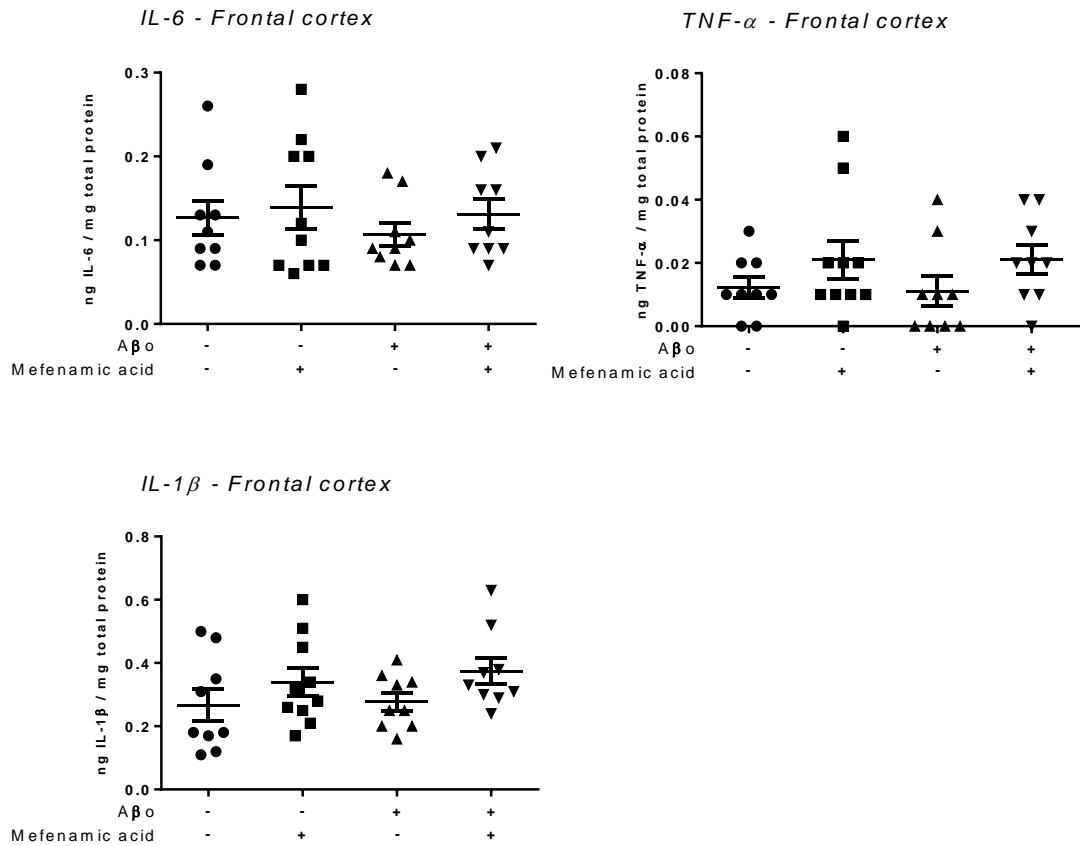 IL-6 - Frontal cortex
ng IL-6 / mg total protein
0.3
0.2
0.1
0.0
Aβo - - + +
Mefenamic acid - + - +
TNF-α - Frontal cortex
ng TNF-α / mg total protein
0.08
0.06
0.04
0.02
0.00
Aβo - - + +
Mefenamic acid - + - +
IL-1β - Frontal cortex
ng IL-1β / mg total protein
0.8
0.6
0.4
0.2
0.0
Aβo - - + +
Mefenamic acid - + - +